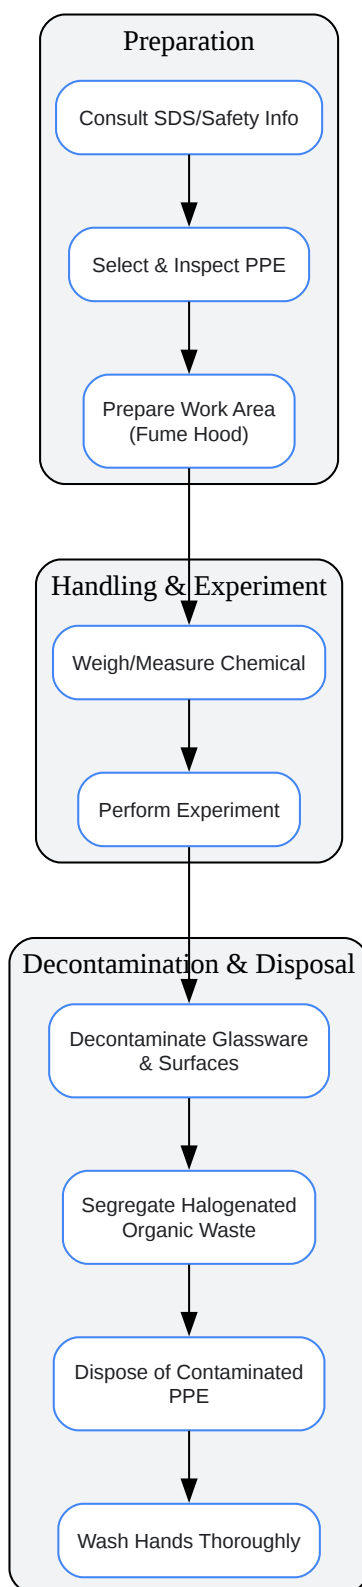 Preparation
Consult SDS/Safety Info
Select & Inspect PPE
Prepare Work Area
(Fume Hood)
Handling & Experiment
Weigh/Measure Chemical
Perform Experiment
Decontamination & Disposal
Decontaminate Glassware
& Surfaces
Segregate Halogenated
Organic Waste
Dispose of Contaminated
PPE
Wash Hands Thoroughly